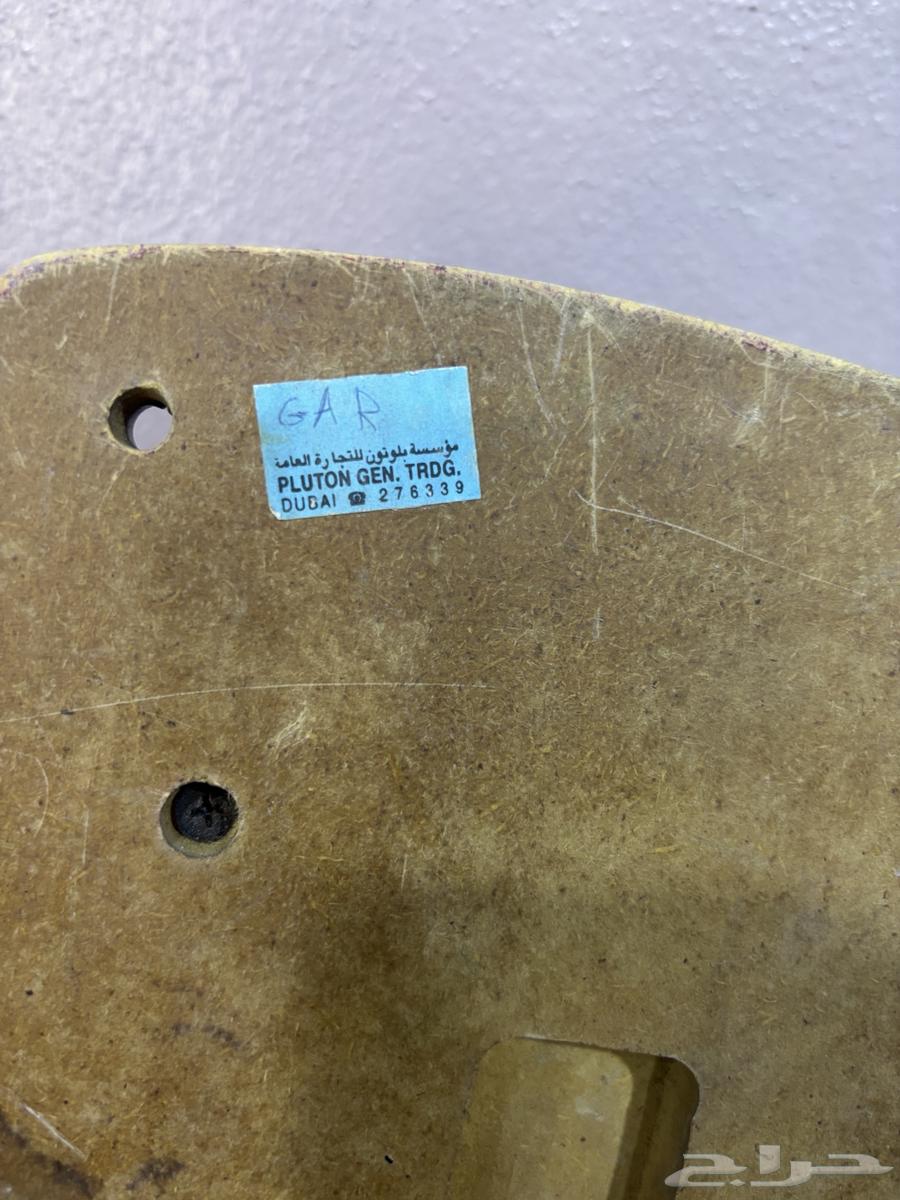 GAR
مؤسسة بلوتون للتجارة العامة
PLUTON GEN. TRDG.
DUBAI ☎ 276339
حراج